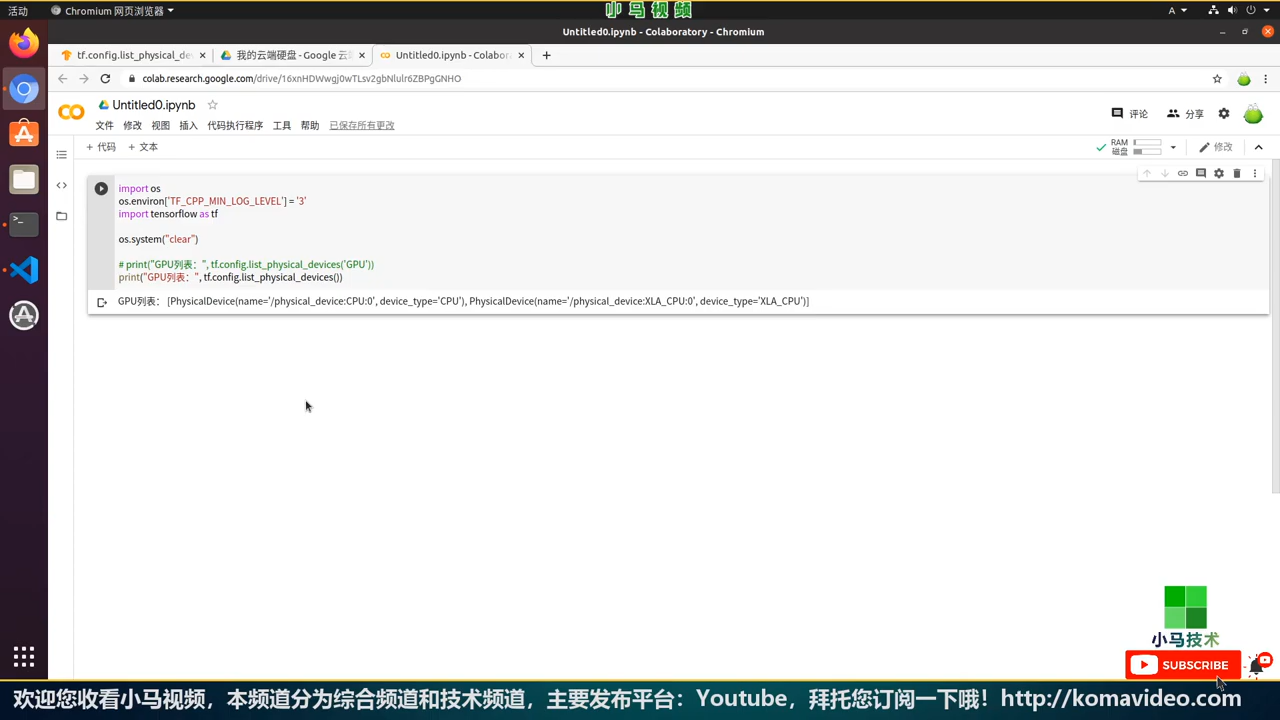 活动
Chromium 网页浏览器
小马视频
A
Untitled0.ipynb - Colaboratory - Chromium
tf.config.list_physical_de
我的云端硬盘 - Google 云
Untitled0.ipynb - Colabor
colab.research.google.com/drive/16xnHDWwgj0wTLsv2gbNlulr6ZBPgGNHO
Untitled0.ipynb
评论
分享
文件 修改 视图 插入 代码执行程序 工具 帮助 已保存所有更改
+ 代码 + 文本
RAM
磁盘
修改
import os
os.environ['TF_CPP_MIN_LOG_LEVEL'] = '3'
import tensorflow as tf
os.system("clear")
# print("GPU列表：", tf.config.list_physical_devices('GPU'))
print("GPU列表：", tf.config.list_physical_devices())
GPU列表： [PhysicalDevice(name='/physical_device:CPU:0', device_type='CPU'), PhysicalDevice(name='/physical_device:XLA_CPU:0', device_type='XLA_CPU')]
小马技术
SUBSCRIBE
欢迎您收看小马视频，本频道分为综合频道和技术频道，主要发布平台：Youtube，拜托您订阅一下哦！http://komavideo.com